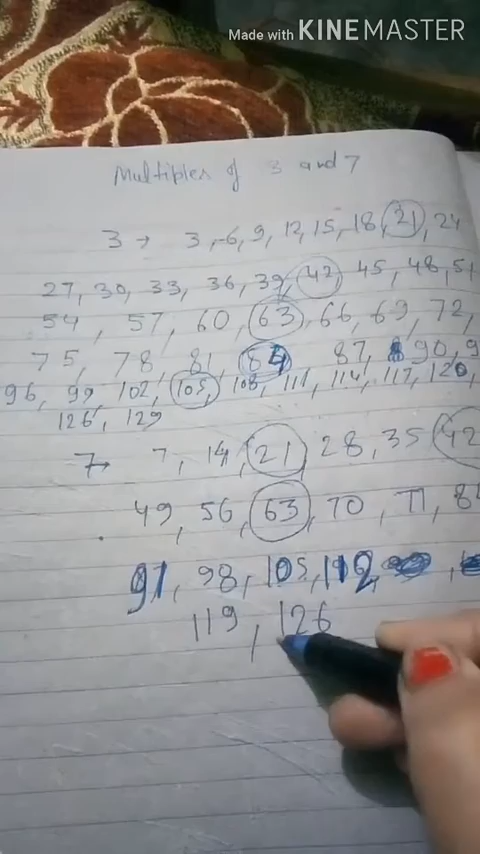 Made with KINEMASTER
Multiples of 3 and 7
3 → 3, 6, 9, 12, 15, 18, 21, 24
27, 30, 33, 36, 39, 42 45, 48, 51
54, 57, 60, 63, 66, 69, 72,
75, 78, 81, 84 87, 90, 9
96, 99, 102, 105, 108, 111, 114, 117, 120,
126, 129
7→ 7, 14, 21, 28, 35 42
49, 56, 63, 70, 77, 84
91, 98, 105, 112,
119, 126